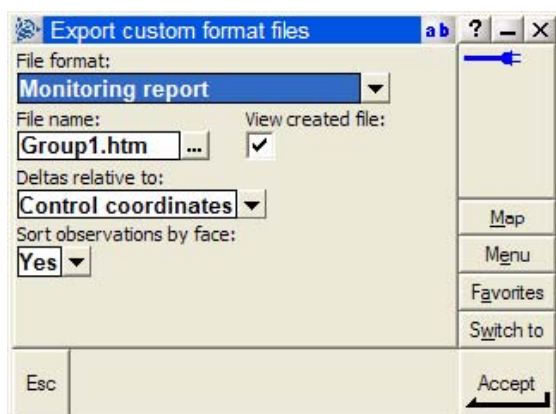 Export custom format files
ab
?
File format:
Monitoring report
File name:
View created file:
Group1.htm
...
Deltas relative to:
Control coordinates
Sort observations by face:
Yes
Map
Menu
Favorites
Switch to
Esc
Accept